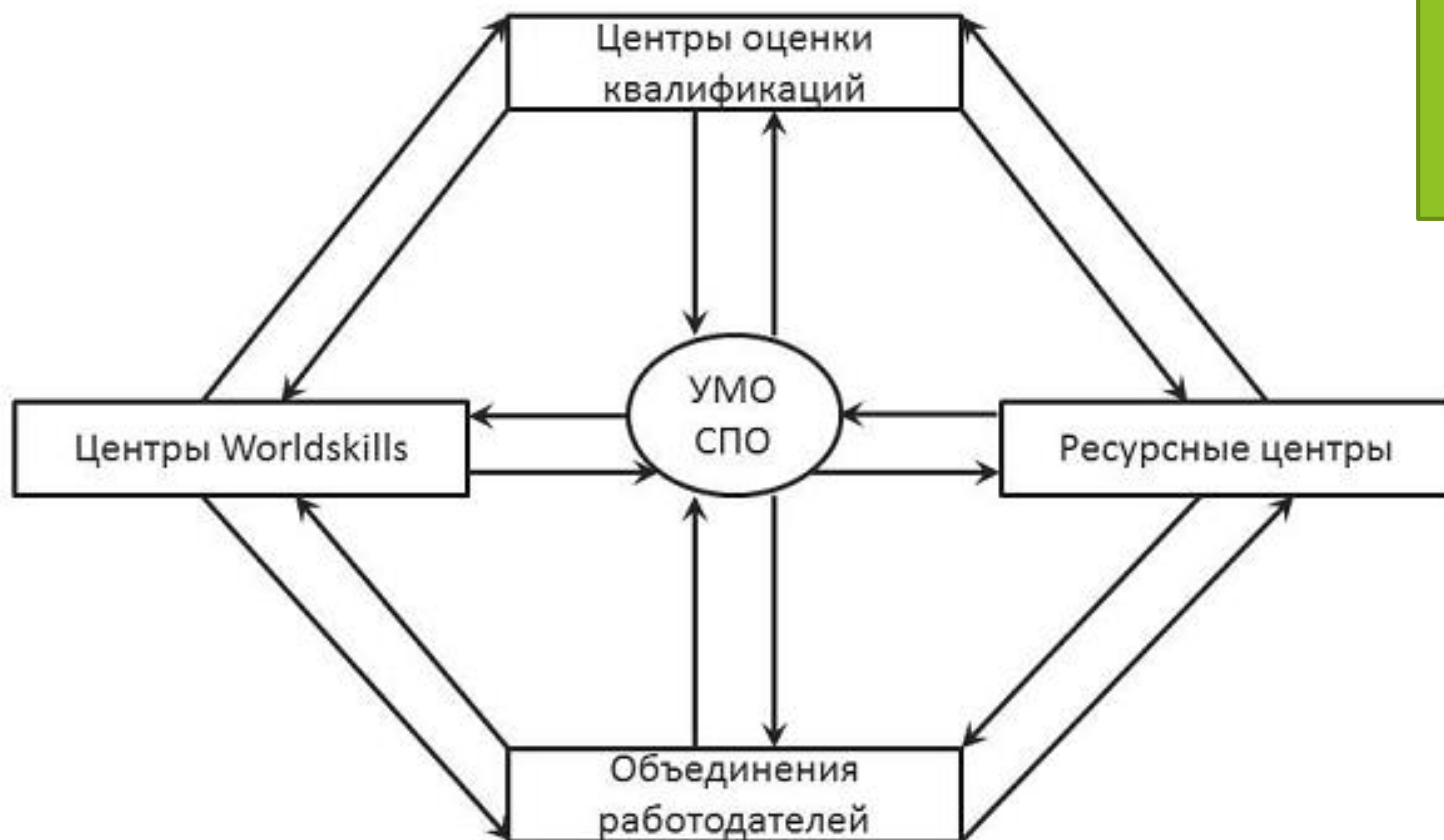 Центры оценки
квалификаций
УМО
СПО
Центры Worldskills
Ресурсные центры
Объединения
работодателей